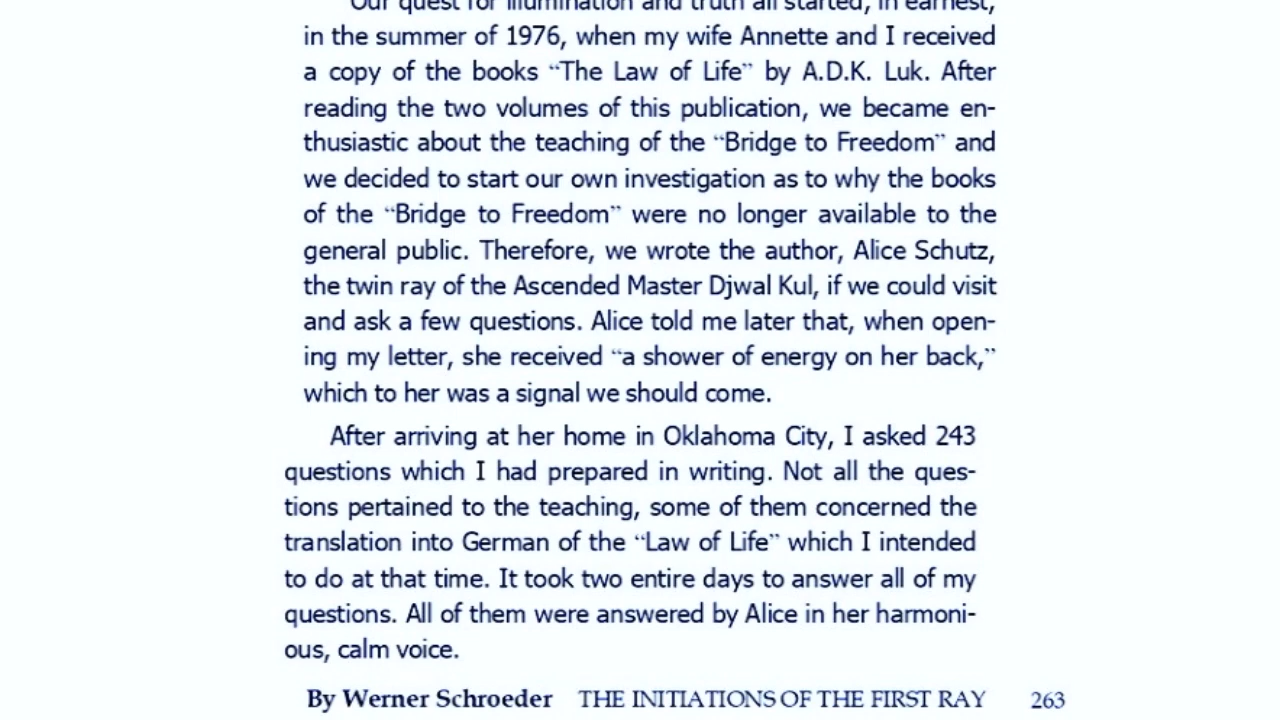 "Our quest for illumination and truth all started, in earnest,
in the summer of 1976, when my wife Annette and I received
a copy of the books “The Law of Life” by A.D.K. Luk. After
reading the two volumes of this publication, we became en-
thusiastic about the teaching of the “Bridge to Freedom” and
we decided to start our own investigation as to why the books
of the “Bridge to Freedom” were no longer available to the
general public. Therefore, we wrote the author, Alice Schutz,
the twin ray of the Ascended Master Djwal Kul, if we could visit
and ask a few questions. Alice told me later that, when open-
ing my letter, she received “a shower of energy on her back,”
which to her was a signal we should come.
After arriving at her home in Oklahoma City, I asked 243
questions which I had prepared in writing. Not all the ques-
tions pertained to the teaching, some of them concerned the
translation into German of the “Law of Life” which I intended
to do at that time. It took two entire days to answer all of my
questions. All of them were answered by Alice in her harmoni-
ous, calm voice.
By Werner Schroeder THE INITIATIONS OF THE FIRST RAY 263